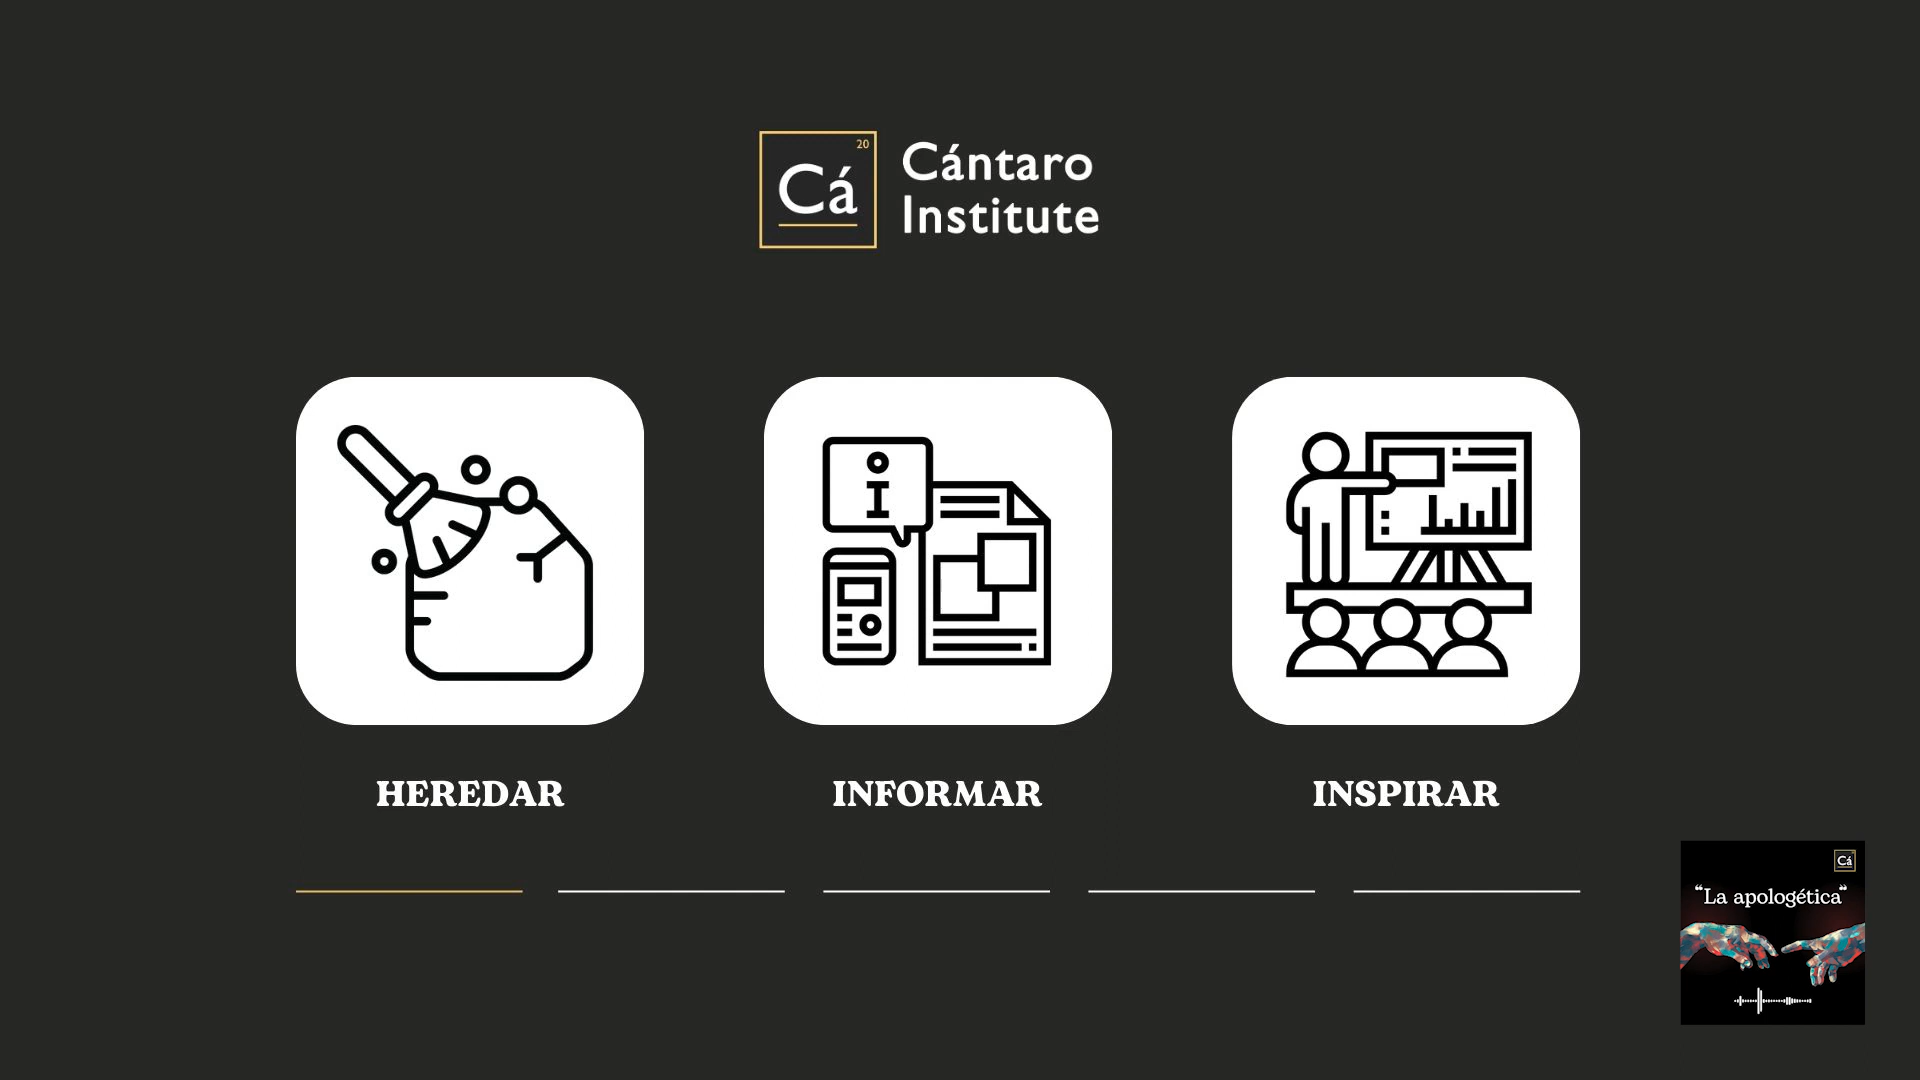 20
Cá
Cántaro
Institute
i
HEREDAR
INFORMAR
INSPIRAR
Cá
“La apologética“